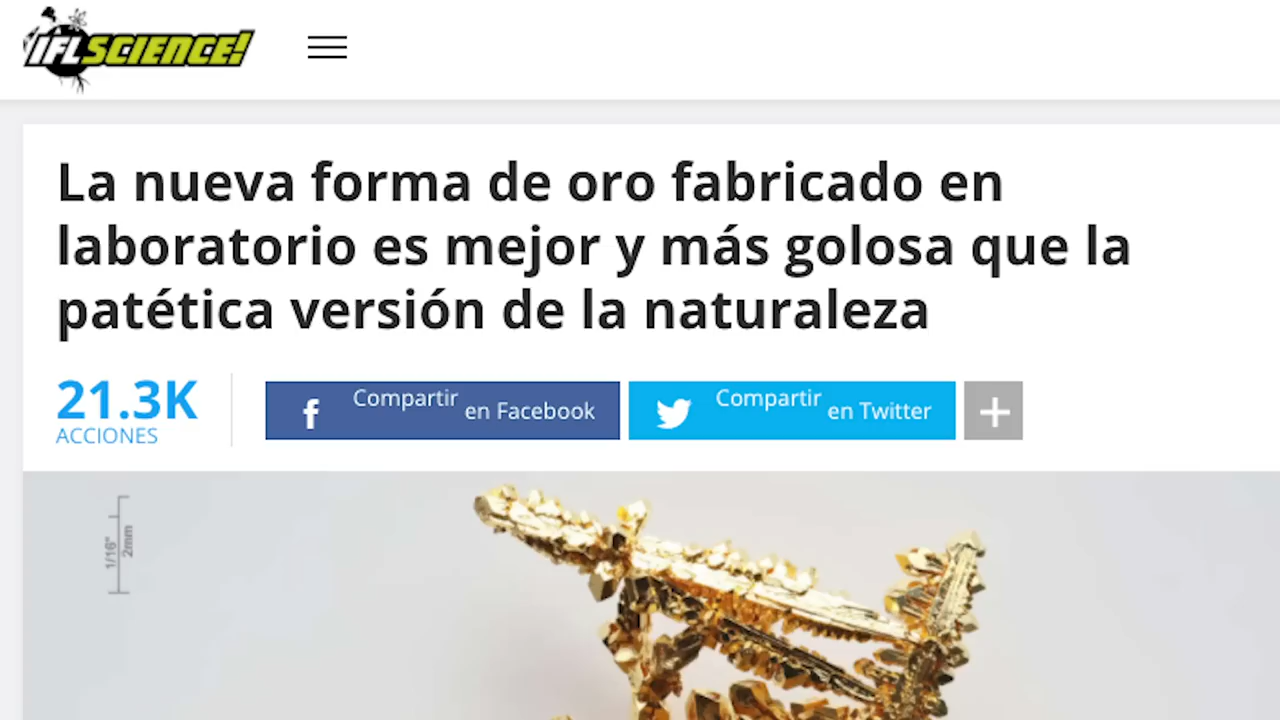 IFLSCIENCE!
La nueva forma de oro fabricado en
laboratorio es mejor y más golosa que la
patética versión de la naturaleza
21.3K
ACCIONES
Compartir en Facebook
Compartir en Twitter
1/16"
2mm